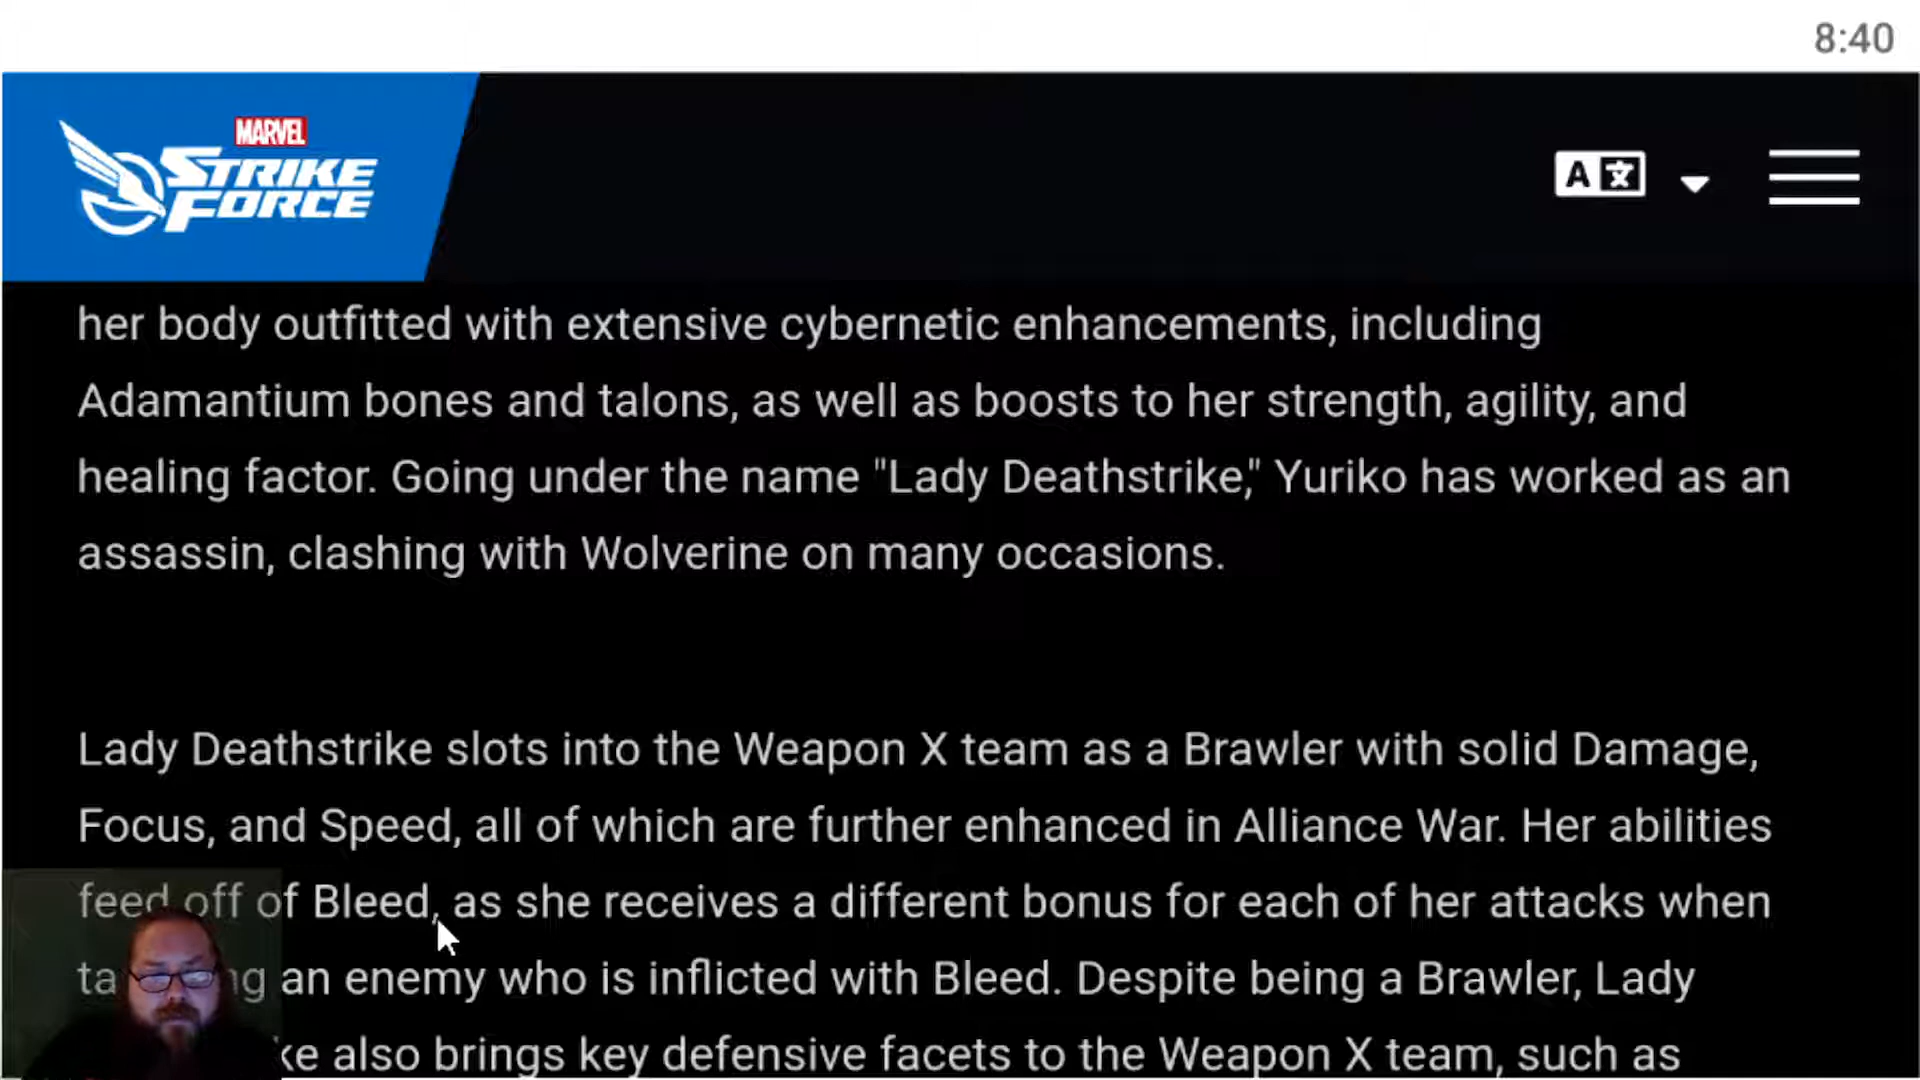 8:40
MARVEL
STRIKE
FORCE
A 文
her body outfitted with extensive cybernetic enhancements, including
Adamantium bones and talons, as well as boosts to her strength, agility, and
healing factor. Going under the name "Lady Deathstrike," Yuriko has worked as an
assassin, clashing with Wolverine on many occasions.
Lady Deathstrike slots into the Weapon X team as a Brawler with solid Damage,
Focus, and Speed, all of which are further enhanced in Alliance War. Her abilities
feed off of Bleed, as she receives a different bonus for each of her attacks when
an enemy who is inflicted with Bleed. Despite being a Brawler, Lady
also brings key defensive facets to the Weapon X team, such as